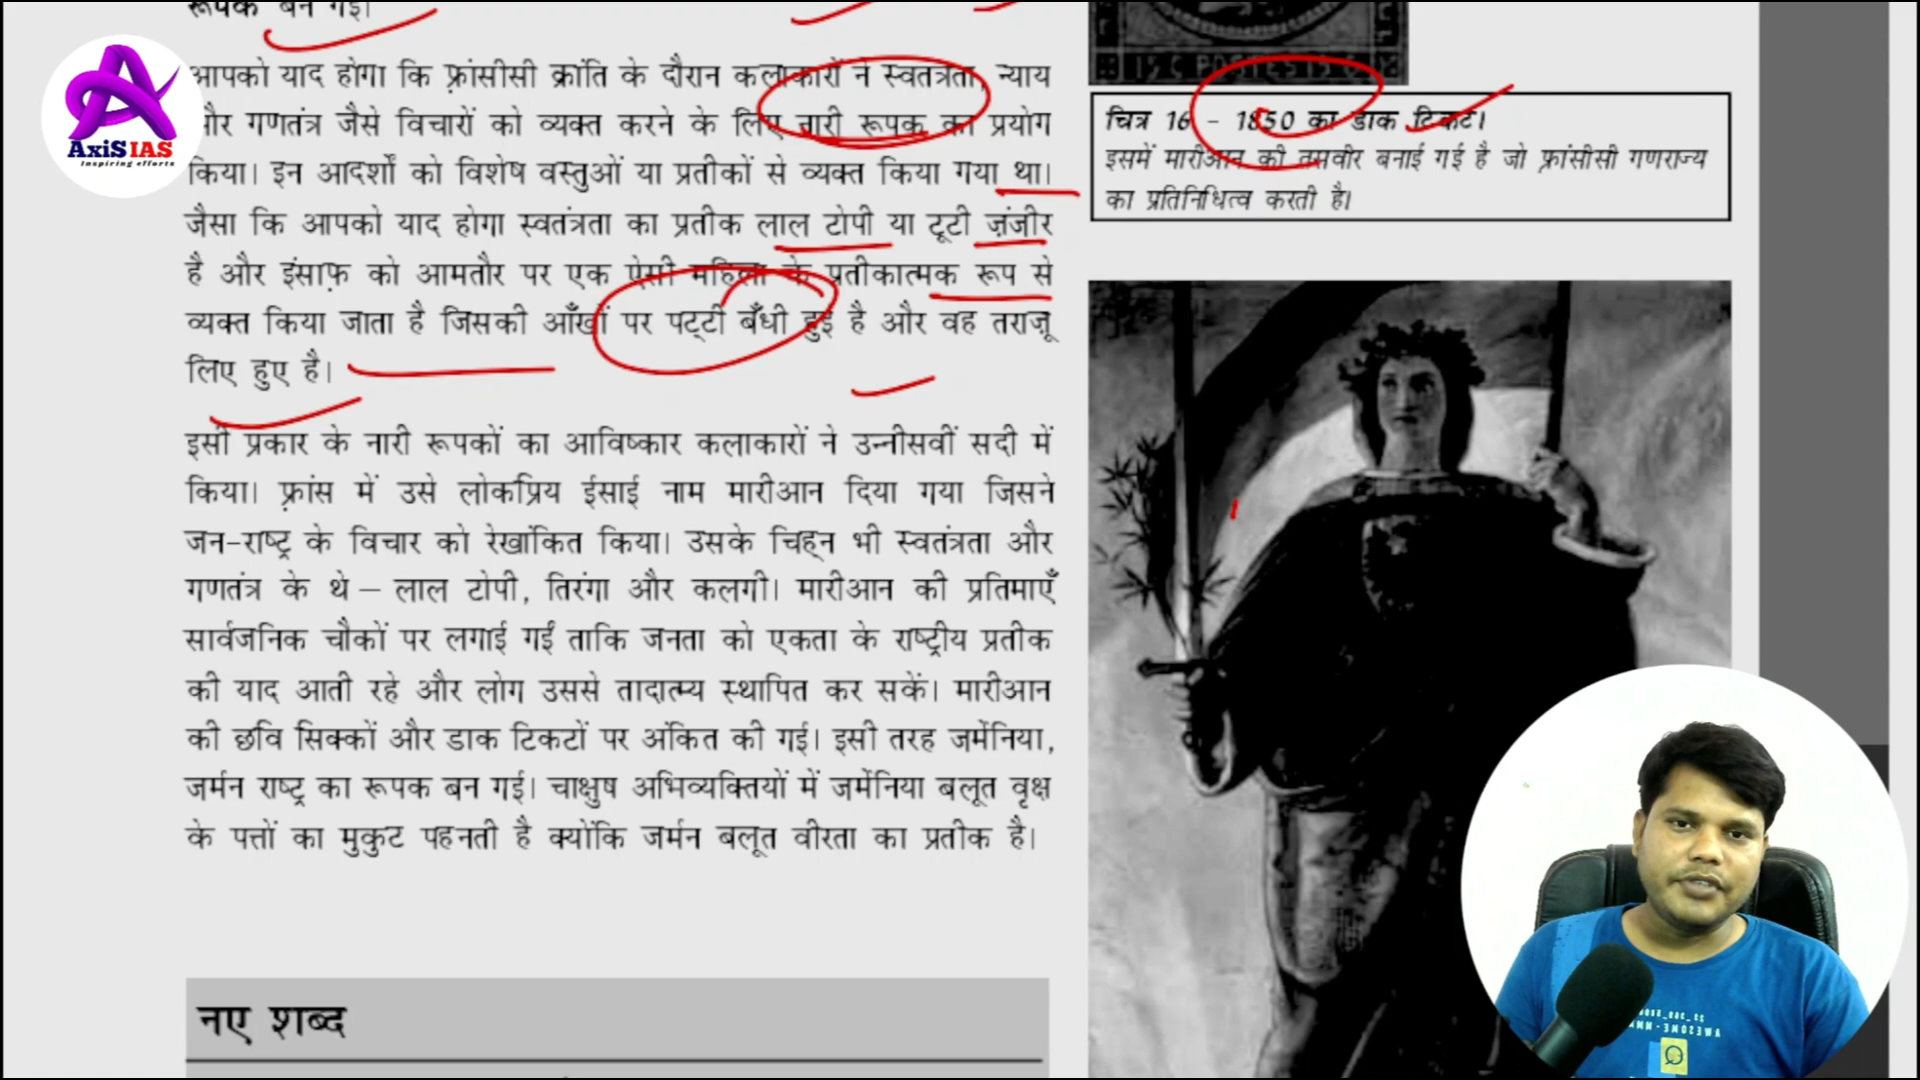 रूपक बन गई।
AxiS IAS
Inspiring efforts
आपको याद होगा कि फ़्रांसीसी क्रांति के दौरान कलाकारों ने स्वतंत्रता, न्याय
और गणतंत्र जैसे विचारों को व्यक्त करने के लिए नारी रूपक का प्रयोग
किया। इन आदर्शों को विशेष वस्तुओं या प्रतीकों से व्यक्त किया गया था।
जैसा कि आपको याद होगा स्वतंत्रता का प्रतीक लाल टोपी या टूटी ज़ंजीर
है और इंसाफ़ को आमतौर पर एक ऐसी महिला के प्रतीकात्मक रूप से
व्यक्त किया जाता है जिसकी आँखों पर पट्टी बँधी हुई है और वह तराज़ू
लिए हुए है।
इसी प्रकार के नारी रूपकों का आविष्कार कलाकारों ने उन्नीसवीं सदी में
किया। फ़्रांस में उसे लोकप्रिय ईसाई नाम मारीआन दिया गया जिसने
जन-राष्ट्र के विचार को रेखांकित किया। उसके चिह्न भी स्वतंत्रता और
गणतंत्र के थे – लाल टोपी, तिरंगा और कलगी। मारीआन की प्रतिमाएँ
सार्वजनिक चौकों पर लगाई गईं ताकि जनता को एकता के राष्ट्रीय प्रतीक
की याद आती रहे और लोग उससे तादात्म्य स्थापित कर सकें। मारीआन
की छवि सिक्कों और डाक टिकटों पर अंकित की गई। इसी तरह जर्मेनिया,
जर्मन राष्ट्र का रूपक बन गई। चाक्षुष अभिव्यक्तियों में जर्मेनिया बलूत वृक्ष
के पत्तों का मुकुट पहनती है क्योंकि जर्मन बलूत वीरता का प्रतीक है।
नए शब्द
चित्र 16 – 1850 का डाक टिकट।
इसमें मारीआन की तसवीर बनाई गई है जो फ़्रांसीसी गणराज्य
का प्रतिनिधित्व करती है।